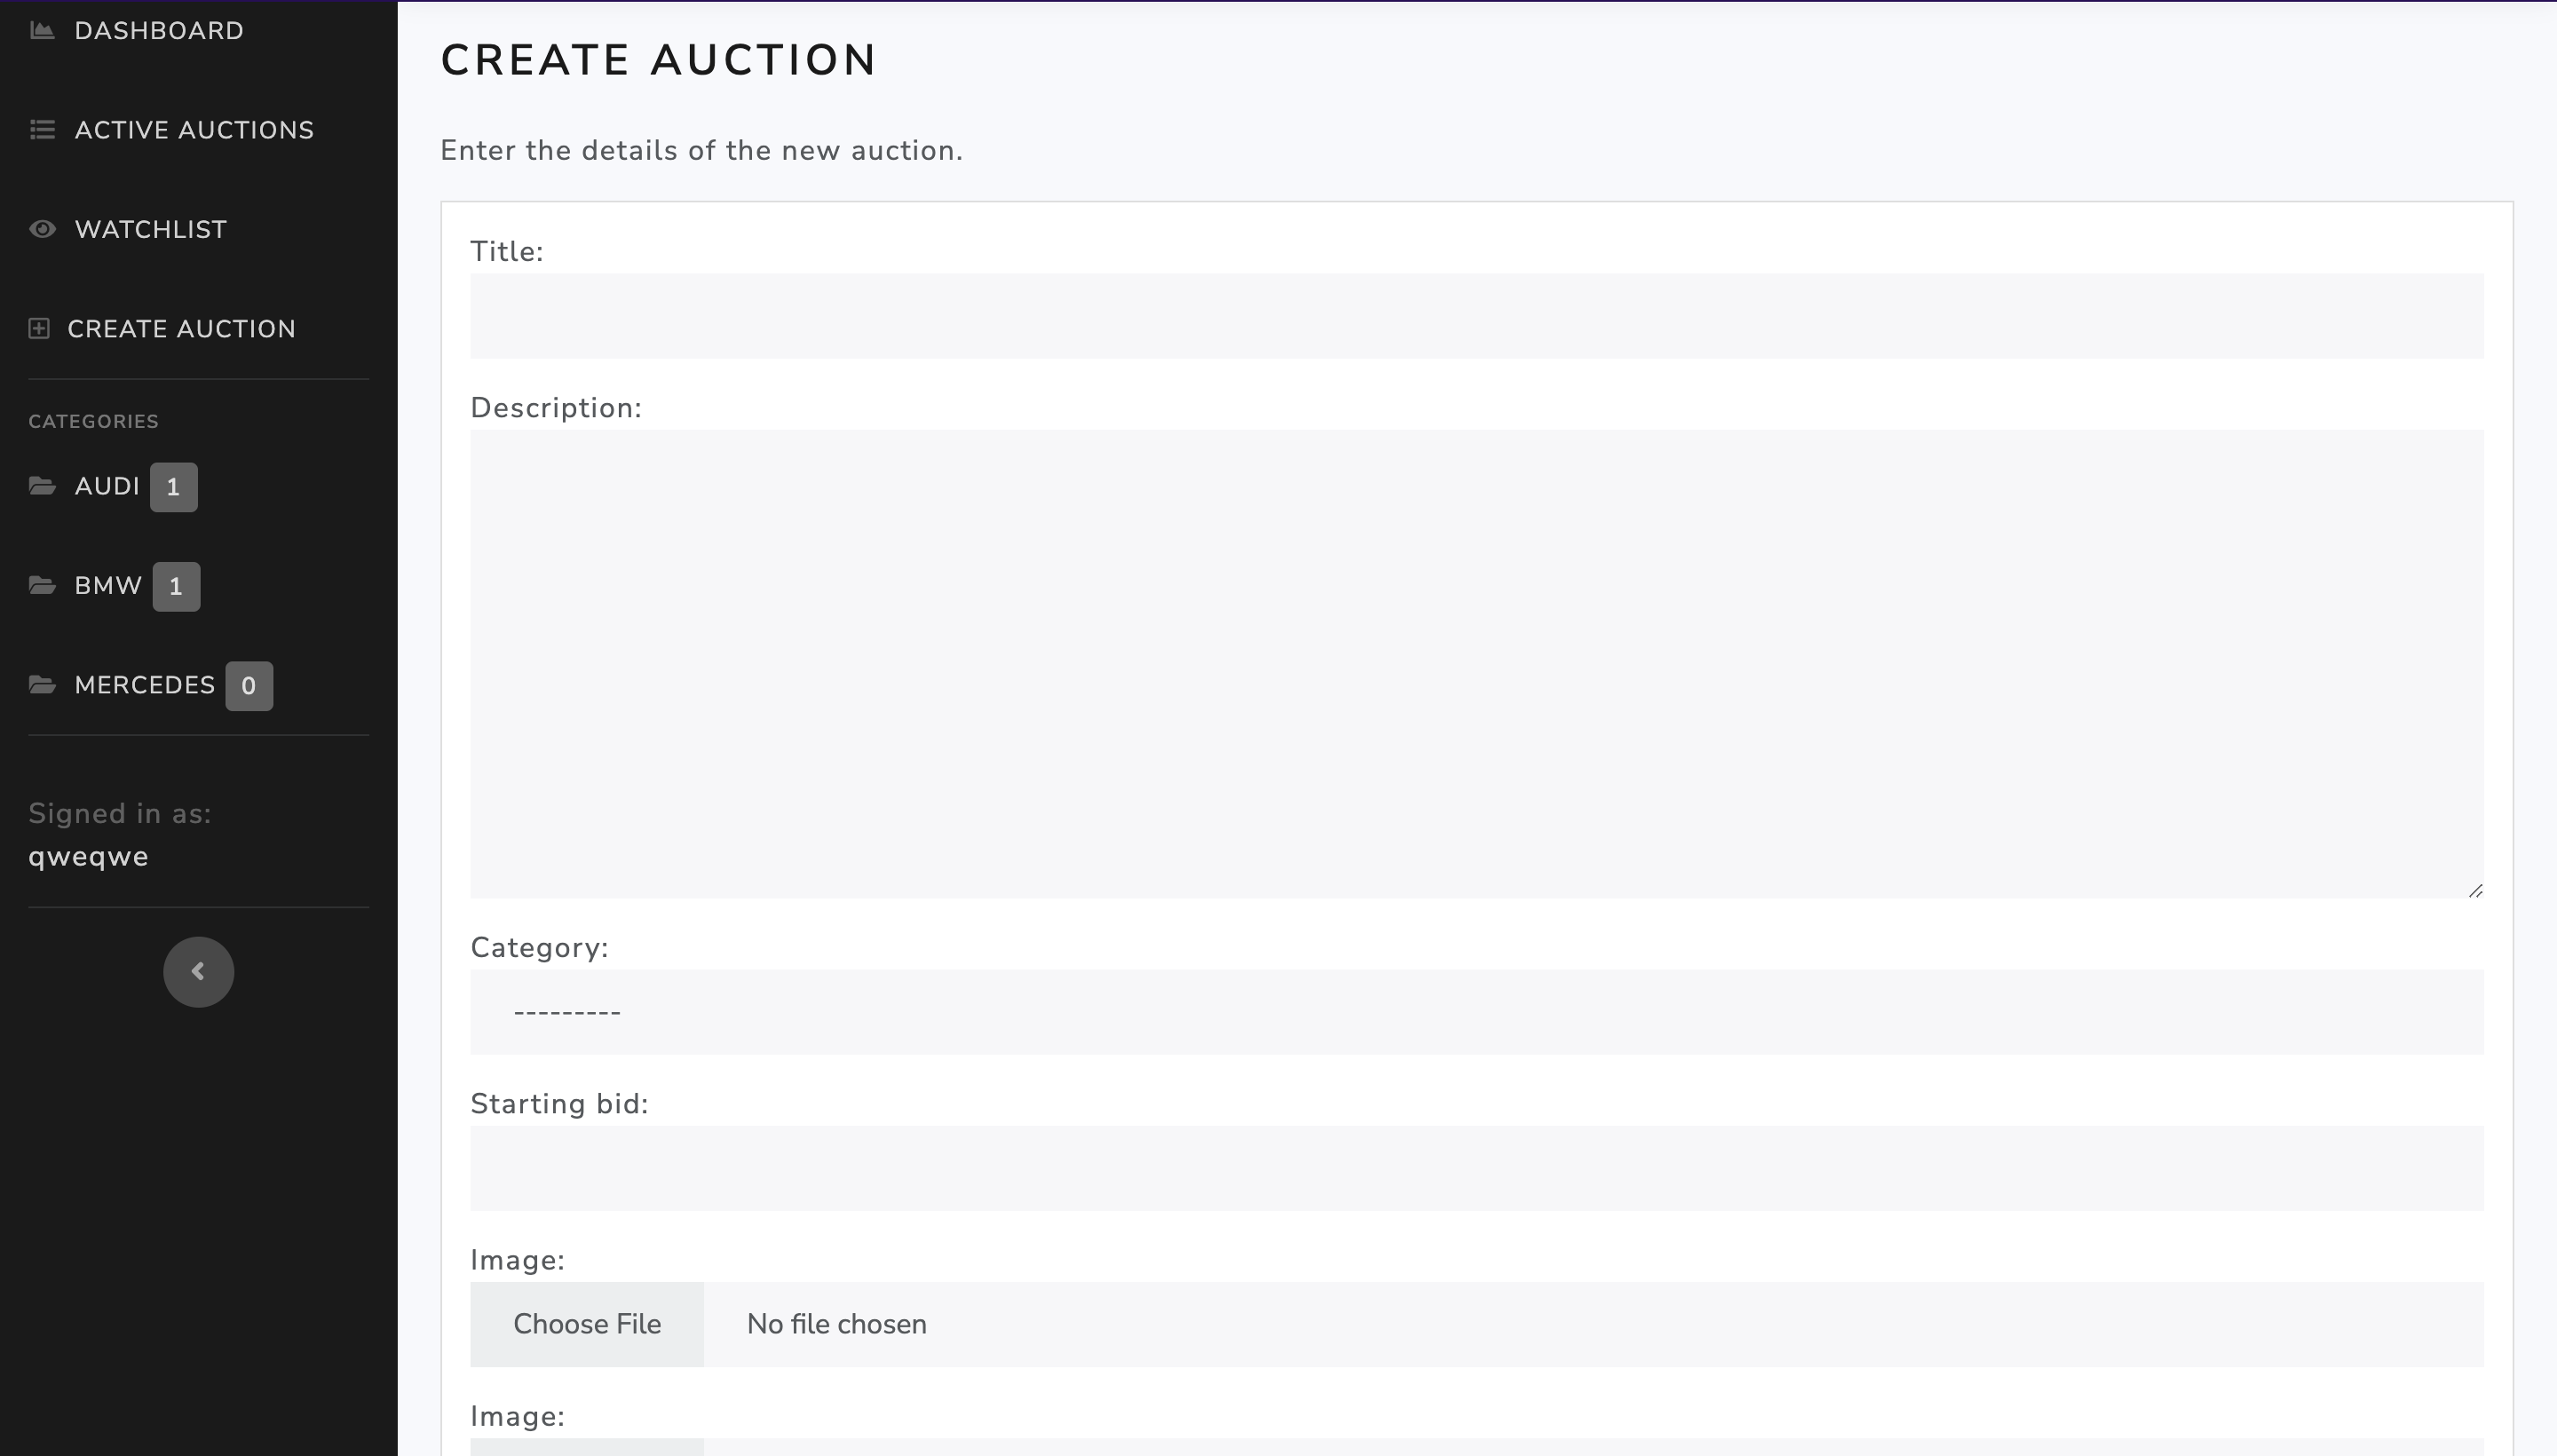 DASHBOARD
ACTIVE AUCTIONS
WATCHLIST
CREATE AUCTION
CATEGORIES
AUDI 1
BMW 1
MERCEDES 0
Signed in as:
qweqwe
CREATE AUCTION
Enter the details of the new auction.
Title:
Description:
Category:
---------
Starting bid:
Image:
Choose File No file chosen
Image: